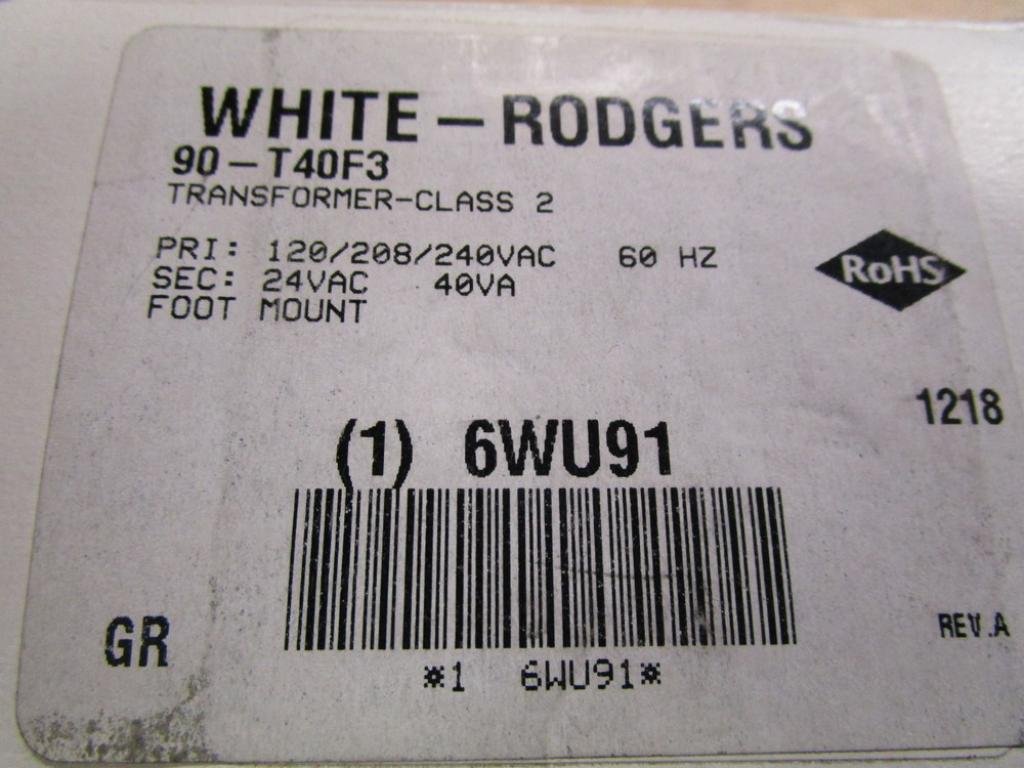 WHITE-RODGERS
90-T40F3
TRANSFORMER-CLASS 2
PRI: 120/208/240VAC 60 HZ
SEC: 24VAC 40VA
FOOT MOUNT
RoHS
1218
(1) 6WU91
GR
REV.A
*1 6WU91*